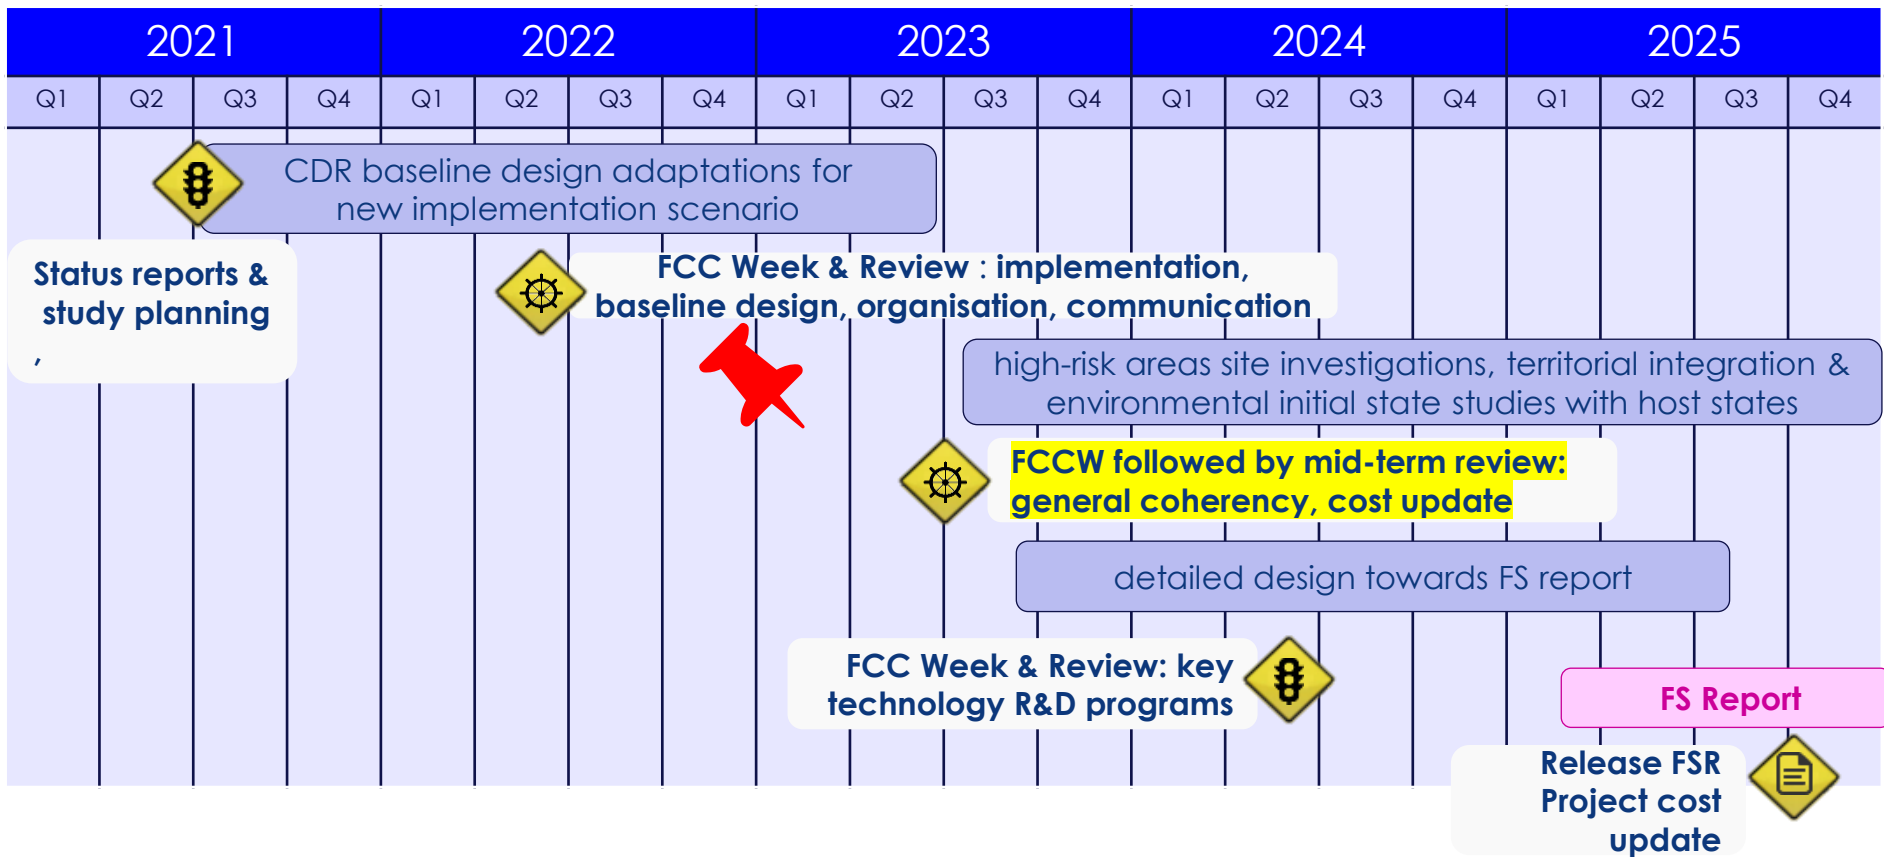 2021 2022 2023 2024 2025
Q1 Q2 Q3 Q4 Q1 Q2 Q3 Q4 Q1 Q2 Q3 Q4 Q1 Q2 Q3 Q4 Q1 Q2 Q3 Q4
CDR baseline design adaptations for
new implementation scenario
Status reports &
study planning
,
FCC Week & Review : implementation,
baseline design, organisation, communication
high-risk areas site investigations, territorial integration &
environmental initial state studies with host states
FCCW followed by mid-term review:
general coherency, cost update
detailed design towards FS report
FCC Week & Review: key
technology R&D programs
FS Report
Release FSR
Project cost
update